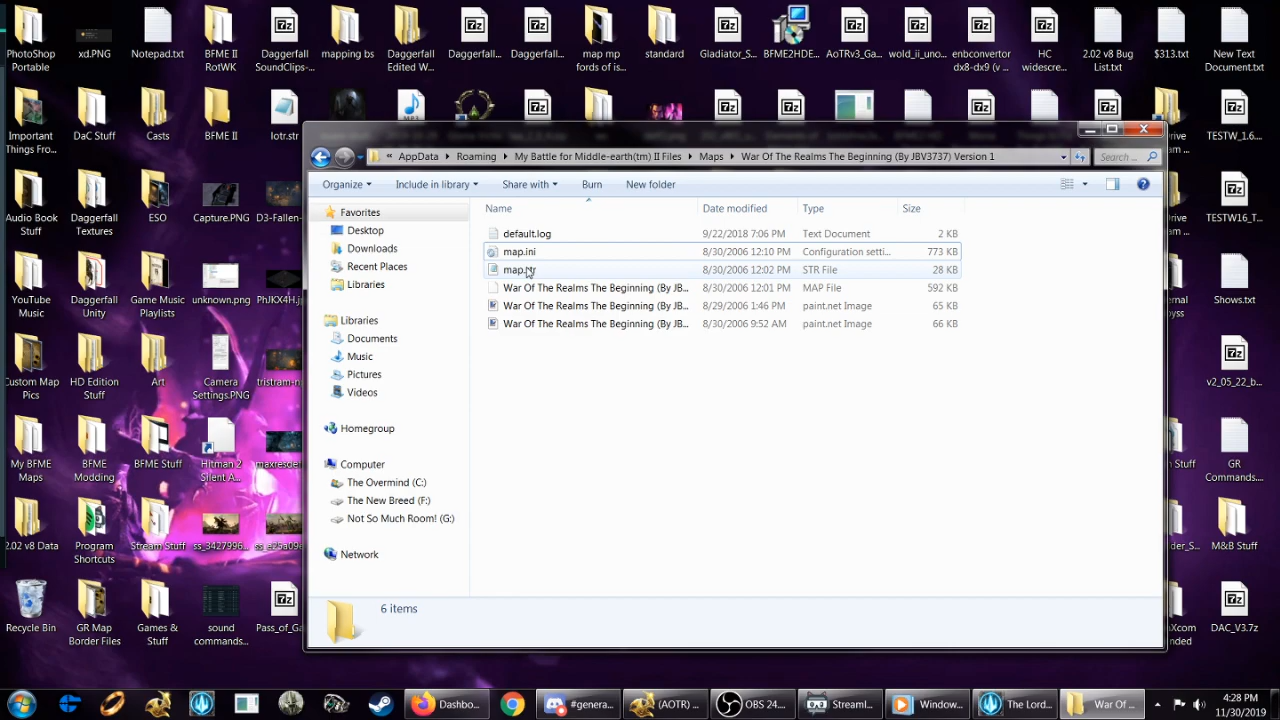 PhotoShop Portable
xd.PNG
Notepad.txt
BFME II RotWK
Daggerfall SoundClips-...
mapping bs
Daggerfall Edited W...
Daggerfall...
Daggerfall...
map mp fords of is...
standard
Gladiator_S...
BFME2HDE...
AoTRv3_Ga...
wold_ii_uno...
enbconvertor dx8-dx9 (v ...
HC widescre...
2.02 v8 Bug List.txt
$313.txt
New Text Document.txt
Important Things Fro...
DaC Stuff
Casts
BFME II
lotr.str
TESTW_1.6...
Audio Book Stuff
Daggerfall Textures
ESO
Capture.PNG
D3-Fallen-...
TESTW16_T...
YouTube Music
Daggerfall Unity
Game Music Playlists
unknown.png
PhJKX4H.j...
Shows.txt
Custom Map Pics
HD Edition Stuff
Art
Camera Settings.PNG
tristram-n...
v2_05_22_b...
My BFME Maps
BFME Modding
BFME Stuff
Hitman 2 Silent A...
maxresdef...
GR Commands....
2.02 v8 Data
Program Shortcuts
Stream Stuff
ss_3427996...
M&B Stuff
Recycle Bin
GR Map Border Files
Games & Stuff
sound commands...
Pass_of_Ga...
DAC_V3.7z
« AppData ▸ Roaming ▸ My Battle for Middle-earth(tm) II Files ▸ Maps ▸ War Of The Realms The Beginning (By JBV3737) Version 1
Search ...
Organize
Include in library
Share with
Burn
New folder
Name
Date modified
Type
Size
Favorites
Desktop
Downloads
Recent Places
Libraries
Libraries
Documents
Music
Pictures
Videos
Homegroup
Computer
The Overmind (C:)
The New Breed (F:)
Not So Much Room! (G:)
Network
default.log 9/22/2018 7:06 PM Text Document 2 KB
map.ini 8/30/2006 12:10 PM Configuration setti... 773 KB
map.str 8/30/2006 12:02 PM STR File 28 KB
War Of The Realms The Beginning (By JB... 8/30/2006 12:01 PM MAP File 592 KB
War Of The Realms The Beginning (By JB... 8/29/2006 1:46 PM paint.net Image 65 KB
War Of The Realms The Beginning (By JB... 8/30/2006 9:52 AM paint.net Image 66 KB
6 items
Dashbo...
#genera...
(AOTR) ...
OBS 24....
Streaml...
Window...
The Lord...
War Of ...
4:28 PM
11/30/2019